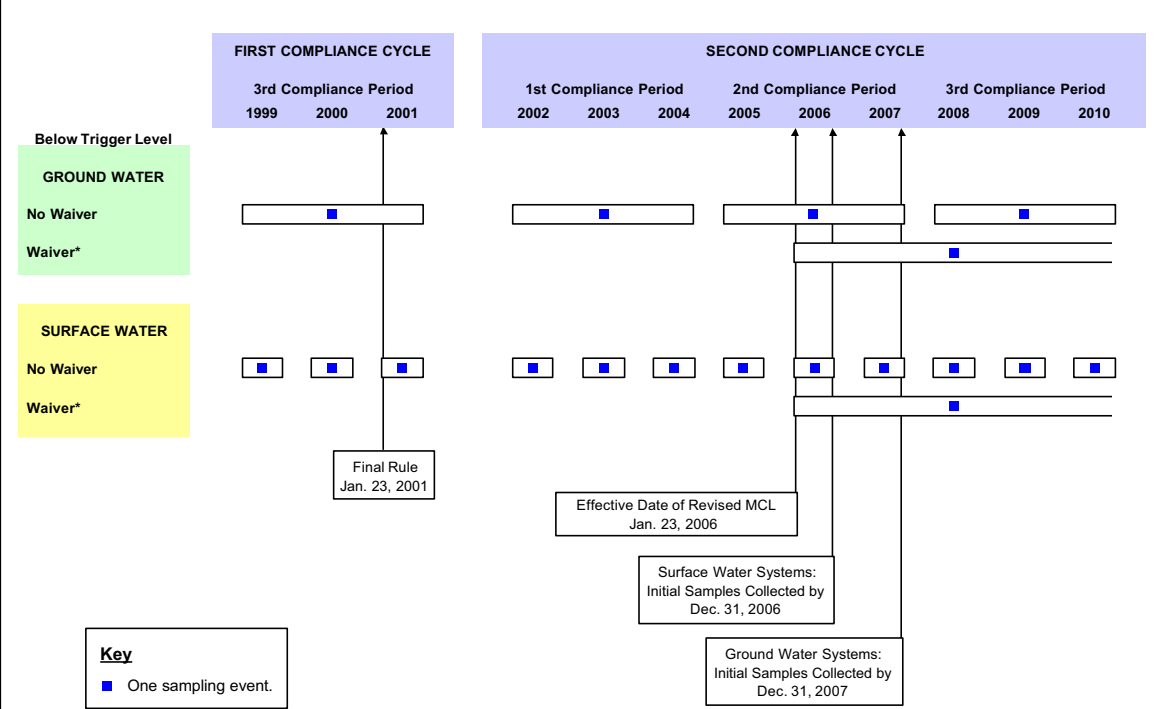 FIRST COMPLIANCE CYCLE
3rd Compliance Period
1999 2000 2001
SECOND COMPLIANCE CYCLE
1st Compliance Period 2nd Compliance Period 3rd Compliance Period
2002 2003 2004 2005 2006 2007 2008 2009 2010
Below Trigger Level
GROUND WATER
No Waiver
Waiver*
SURFACE WATER
No Waiver
Waiver*
Final Rule
Jan. 23, 2001
Effective Date of Revised MCL
Jan. 23, 2006
Surface Water Systems:
Initial Samples Collected by
Dec. 31, 2006
Ground Water Systems:
Initial Samples Collected by
Dec. 31, 2007
Key
One sampling event.